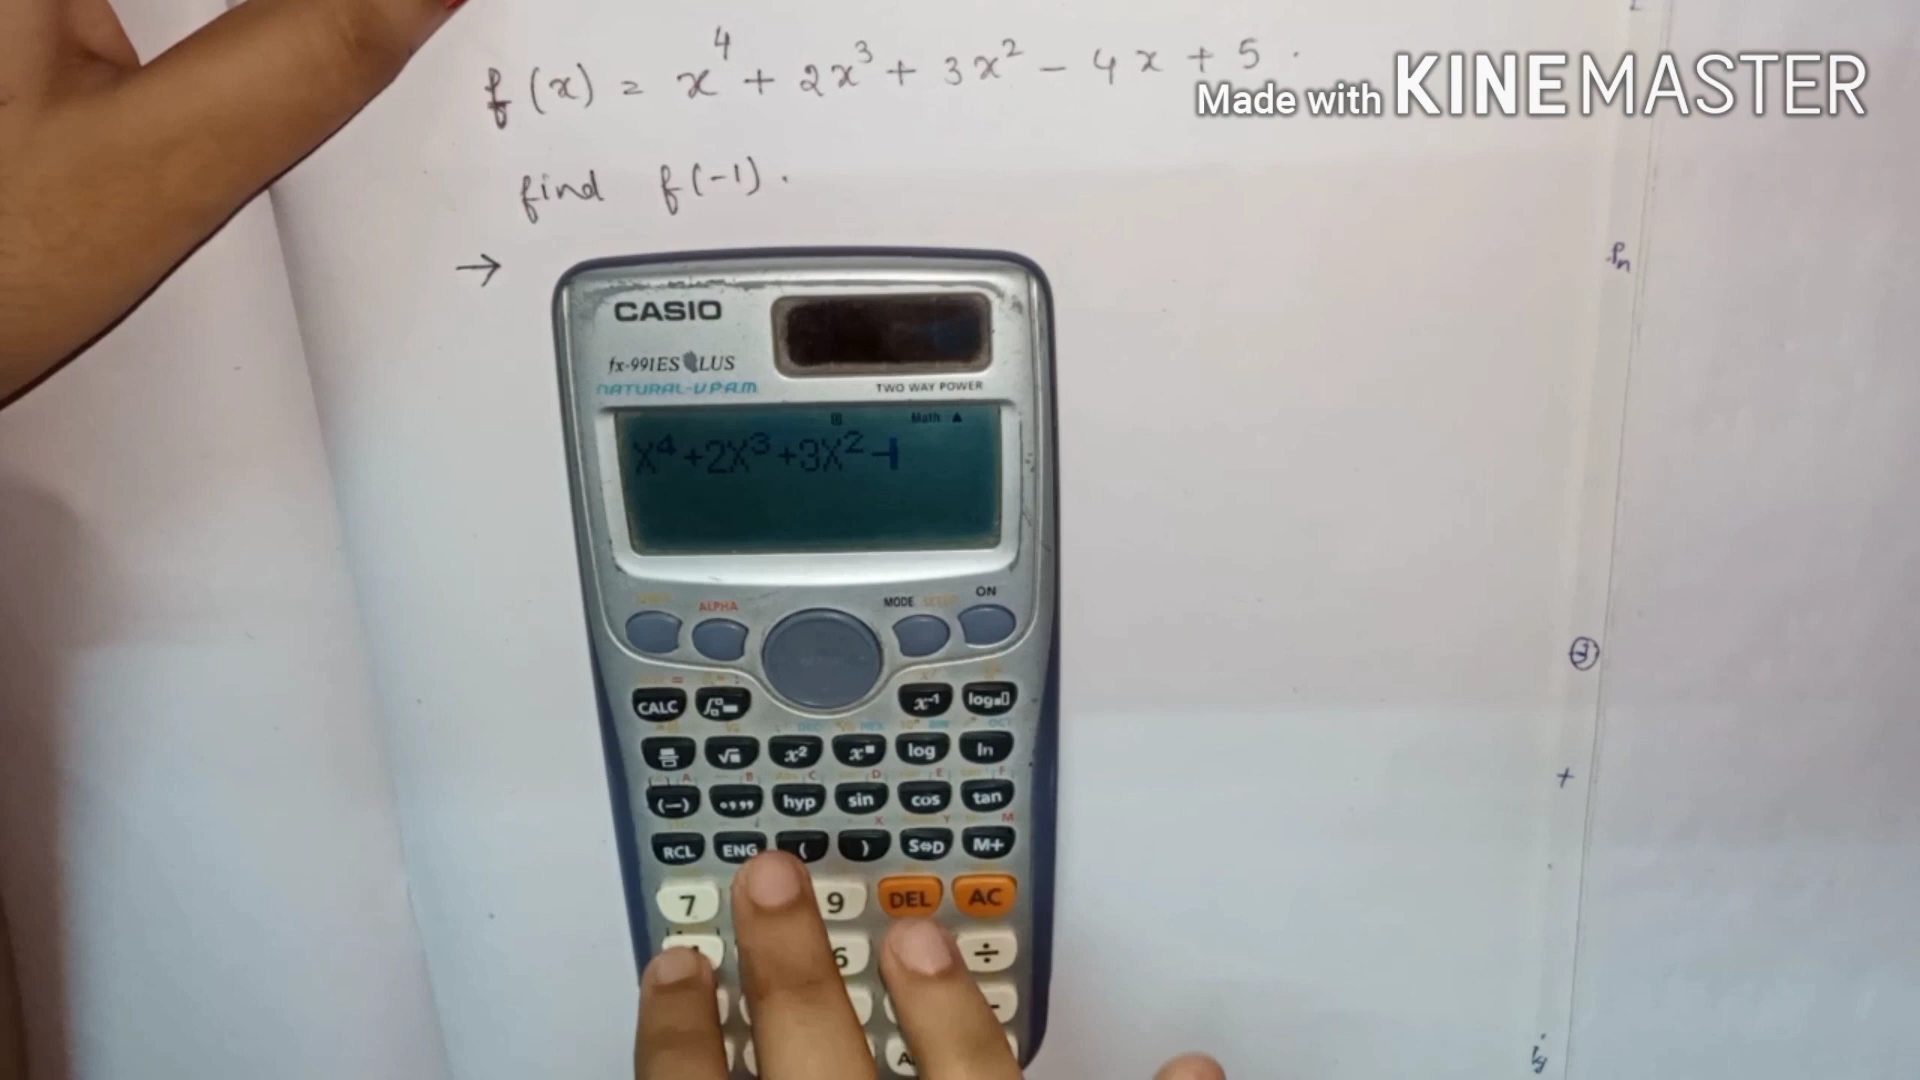 f(x) = x⁴ + 2x³ + 3x² - 4x + 5.
Made with KINEMASTER
find f(-1).
→
CASIO
fx-991ES PLUS
NATURAL-V.P.A.M.
TWO WAY POWER
Math ▲
X⁴+2X³+3X²-
ALPHA
MODE
ON
CALC
x⁻¹
log
√
x²
x■
log
ln
(−)
hyp sin cos tan
RCL ENG ( ) S⇔D M+
7 9 DEL AC
6 ÷